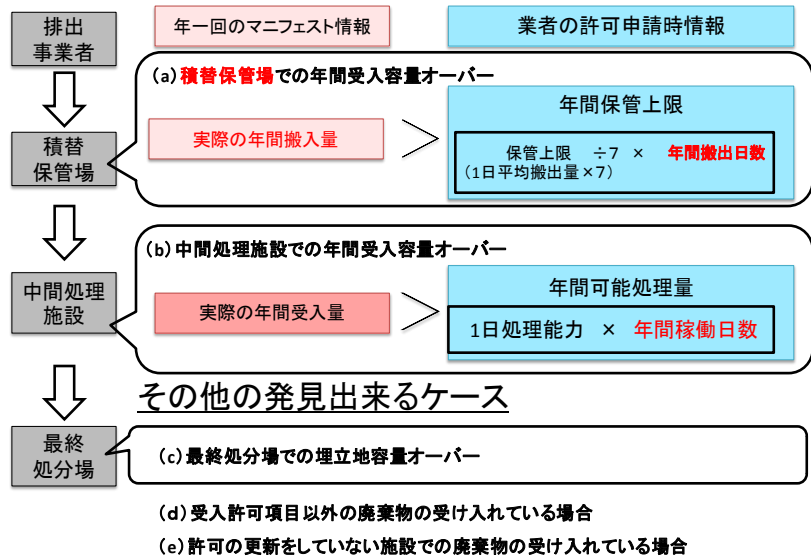 排出
事業者
年一回のマニフェスト情報
業者の許可申請時情報
(a)積替保管場での年間受入容量オーバー
積替
保管場
実際の年間搬入量
＞
年間保管上限
保管上限 ÷7 × 年間搬出日数
(1日平均搬出量×7)
(b)中間処理施設での年間受入容量オーバー
中間処理
施設
実際の年間受入量
＞
年間可能処理量
1日処理能力 × 年間稼働日数
その他の発見出来るケース
最終
処分場
(c)最終処分場での埋立地容量オーバー
(d)受入許可項目以外の廃棄物の受け入れている場合
(e)許可の更新をしていない施設での廃棄物の受け入れている場合